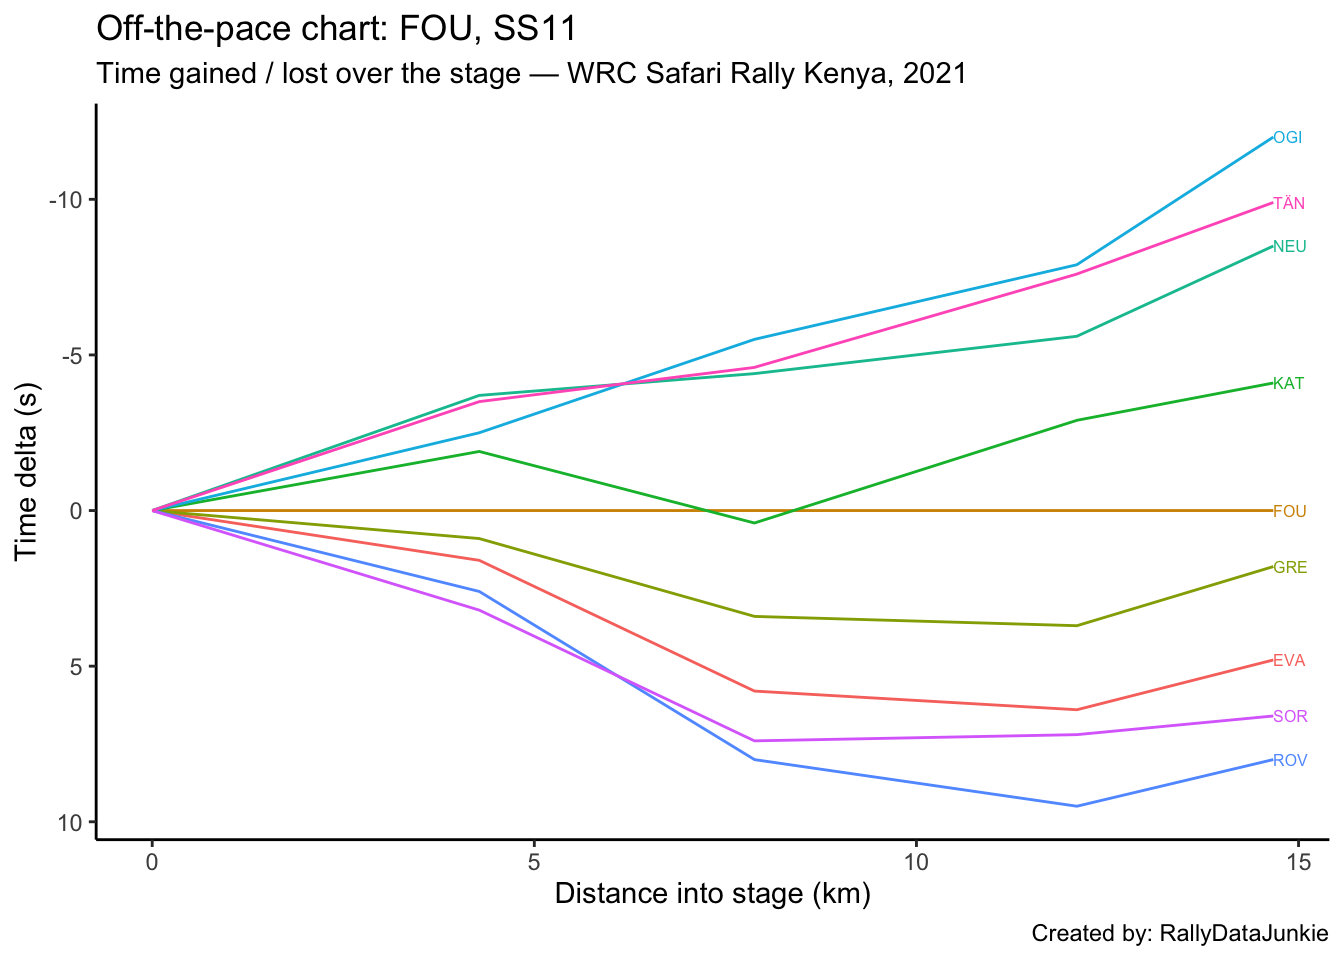 Off-the-pace chart: FOU, SS11
Time gained / lost over the stage — WRC Safari Rally Kenya, 2021
OGI
TÄN
-10
NEU
-5
KAT
Time delta (s)
0
FOU
GRE
5
EVA
SOR
ROV
10
0 5 10 15
Distance into stage (km)
Created by: RallyDataJunkie